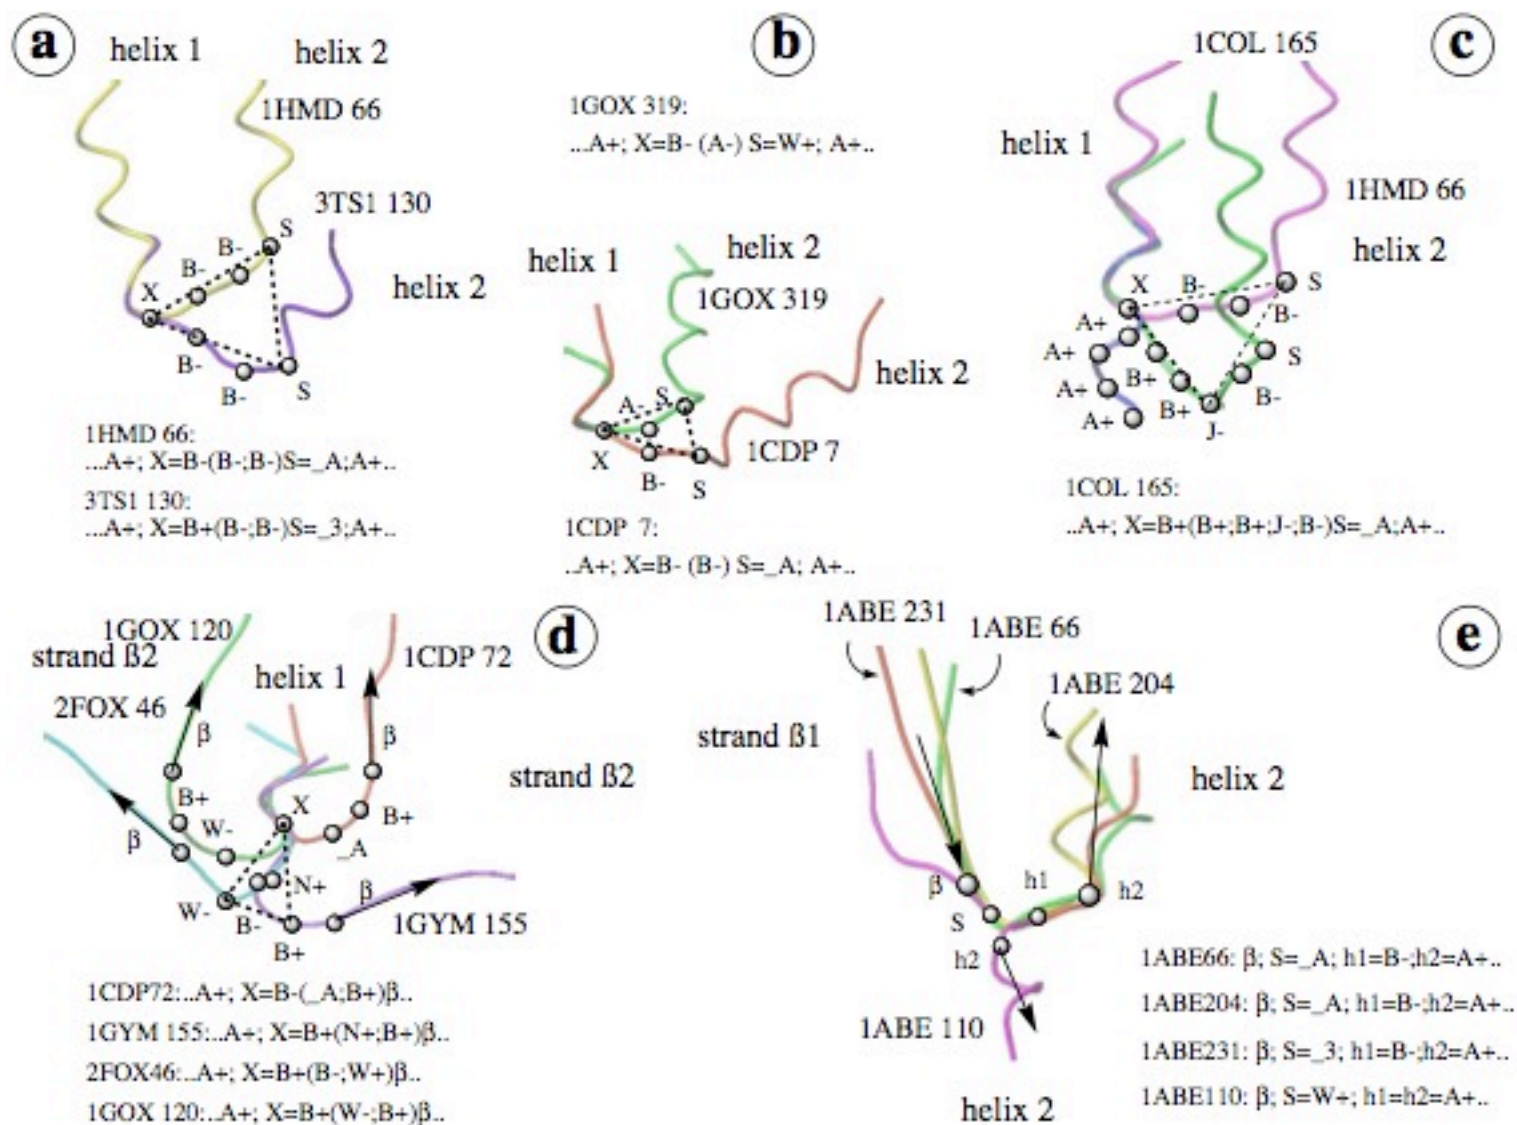 a
helix 1
helix 2
1HMD 66
3TS1 130
helix 2
S
B-
B-
X
B-
B-
S
1HMD 66:
...A+; X=B-(B-;B-)S=_A;A+..
3TS1 130:
...A+; X=B+(B-;B-)S=_3;A+..
b
1GOX 319:
...A+; X=B- (A-) S=W+; A+..
helix 1
helix 2
1GOX 319
helix 2
A-
S
X
B-
S
1CDP 7
1CDP 7:
..A+; X=B- (B-) S=_A; A+..
c
1COL 165
helix 1
1HMD 66
helix 2
X
B-
S
B-
A+
A+
A+
A+
B+
B+
J-
B-
S
1COL 165:
..A+; X=B+(B+;B+;J-;B-)S=_A;A+..
d
1GOX 120
strand ß2
2FOX 46
helix 1
1CDP 72
strand ß2
β
β
β
β
B+
W-
X
B+
_A
N+
W-
B-
B+
1GYM 155
1CDP72:..A+; X=B-(_A;B+)β..
1GYM 155:..A+; X=B+(N+;B+)β..
2FOX46:..A+; X=B+(B-;W+)β..
1GOX 120:..A+; X=B+(W-;B+)β..
e
1ABE 231
1ABE 66
1ABE 204
strand ß1
helix 2
β
S
h1
h2
h2
1ABE 110
helix 2
1ABE66: β; S=_A; h1=B-;h2=A+..
1ABE204: β; S=_A; h1=B-;h2=A+..
1ABE231: β; S=_3; h1=B-;h2=A+..
1ABE110: β; S=W+; h1=h2=A+..